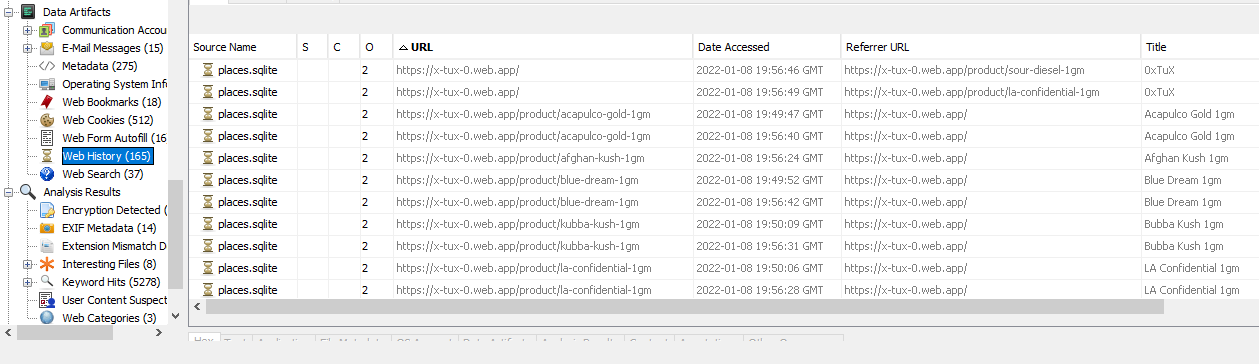 Data Artifacts
Communication Accou
E-Mail Messages (15)
Metadata (275)
Operating System Inf
Web Bookmarks (18)
Web Cookies (512)
Web Form Autofill (16
Web History (165)
Web Search (37)
Analysis Results
Encryption Detected (
EXIF Metadata (14)
Extension Mismatch D
Interesting Files (8)
Keyword Hits (5278)
User Content Suspect
Web Categories (3)
Source Name S C O URL Date Accessed Referrer URL Title
places.sqlite 2 https://x-tux-0.web.app/ 2022-01-08 19:56:46 GMT https://x-tux-0.web.app/product/sour-diesel-1gm 0xTuX
places.sqlite 2 https://x-tux-0.web.app/ 2022-01-08 19:56:49 GMT https://x-tux-0.web.app/product/la-confidential-1gm 0xTuX
places.sqlite 2 https://x-tux-0.web.app/product/acapulco-gold-1gm 2022-01-08 19:49:47 GMT https://x-tux-0.web.app/ Acapulco Gold 1gm
places.sqlite 2 https://x-tux-0.web.app/product/acapulco-gold-1gm 2022-01-08 19:56:40 GMT https://x-tux-0.web.app/ Acapulco Gold 1gm
places.sqlite 2 https://x-tux-0.web.app/product/afghan-kush-1gm 2022-01-08 19:56:24 GMT https://x-tux-0.web.app/ Afghan Kush 1gm
places.sqlite 2 https://x-tux-0.web.app/product/blue-dream-1gm 2022-01-08 19:49:52 GMT https://x-tux-0.web.app/ Blue Dream 1gm
places.sqlite 2 https://x-tux-0.web.app/product/blue-dream-1gm 2022-01-08 19:56:42 GMT https://x-tux-0.web.app/ Blue Dream 1gm
places.sqlite 2 https://x-tux-0.web.app/product/kubba-kush-1gm 2022-01-08 19:50:09 GMT https://x-tux-0.web.app/ Bubba Kush 1gm
places.sqlite 2 https://x-tux-0.web.app/product/kubba-kush-1gm 2022-01-08 19:56:31 GMT https://x-tux-0.web.app/ Bubba Kush 1gm
places.sqlite 2 https://x-tux-0.web.app/product/la-confidential-1gm 2022-01-08 19:50:06 GMT https://x-tux-0.web.app/ LA Confidential 1gm
places.sqlite 2 https://x-tux-0.web.app/product/la-confidential-1gm 2022-01-08 19:56:28 GMT https://x-tux-0.web.app/ LA Confidential 1gm